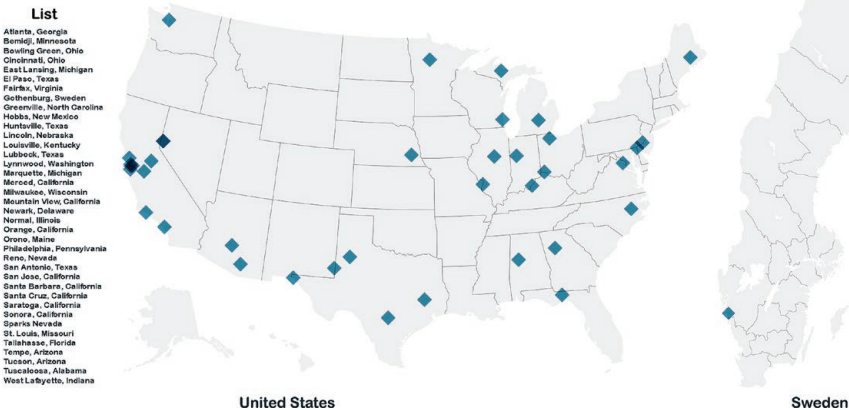 List
Atlanta, Georgia
Bemidji, Minnesota
Bowling Green, Ohio
Cincinnati, Ohio
East Lansing, Michigan
El Paso, Texas
Fairfax, Virginia
Gothenburg, Sweden
Greenville, North Carolina
Hobbs, New Mexico
Huntsville, Texas
Lincoln, Nebraska
Louisville, Kentucky
Lubbock, Texas
Lynnwood, Washington
Marquette, Michigan
Merced, California
Milwaukee, Wisconsin
Mountain View, California
Newark, Delaware
Normal, Illinois
Orange, California
Orono, Maine
Philadelphia, Pennsylvania
Reno, Nevada
San Antonio, Texas
San Jose, California
Santa Barbara, California
Santa Cruz, California
Saratoga, California
Sonora, California
Sparks Nevada
St. Louis, Missouri
Tallahasse, Florida
Tempe, Arizona
Tucson, Arizona
Tuscaloosa, Alabama
West Lafayette, Indiana
United States
Sweden